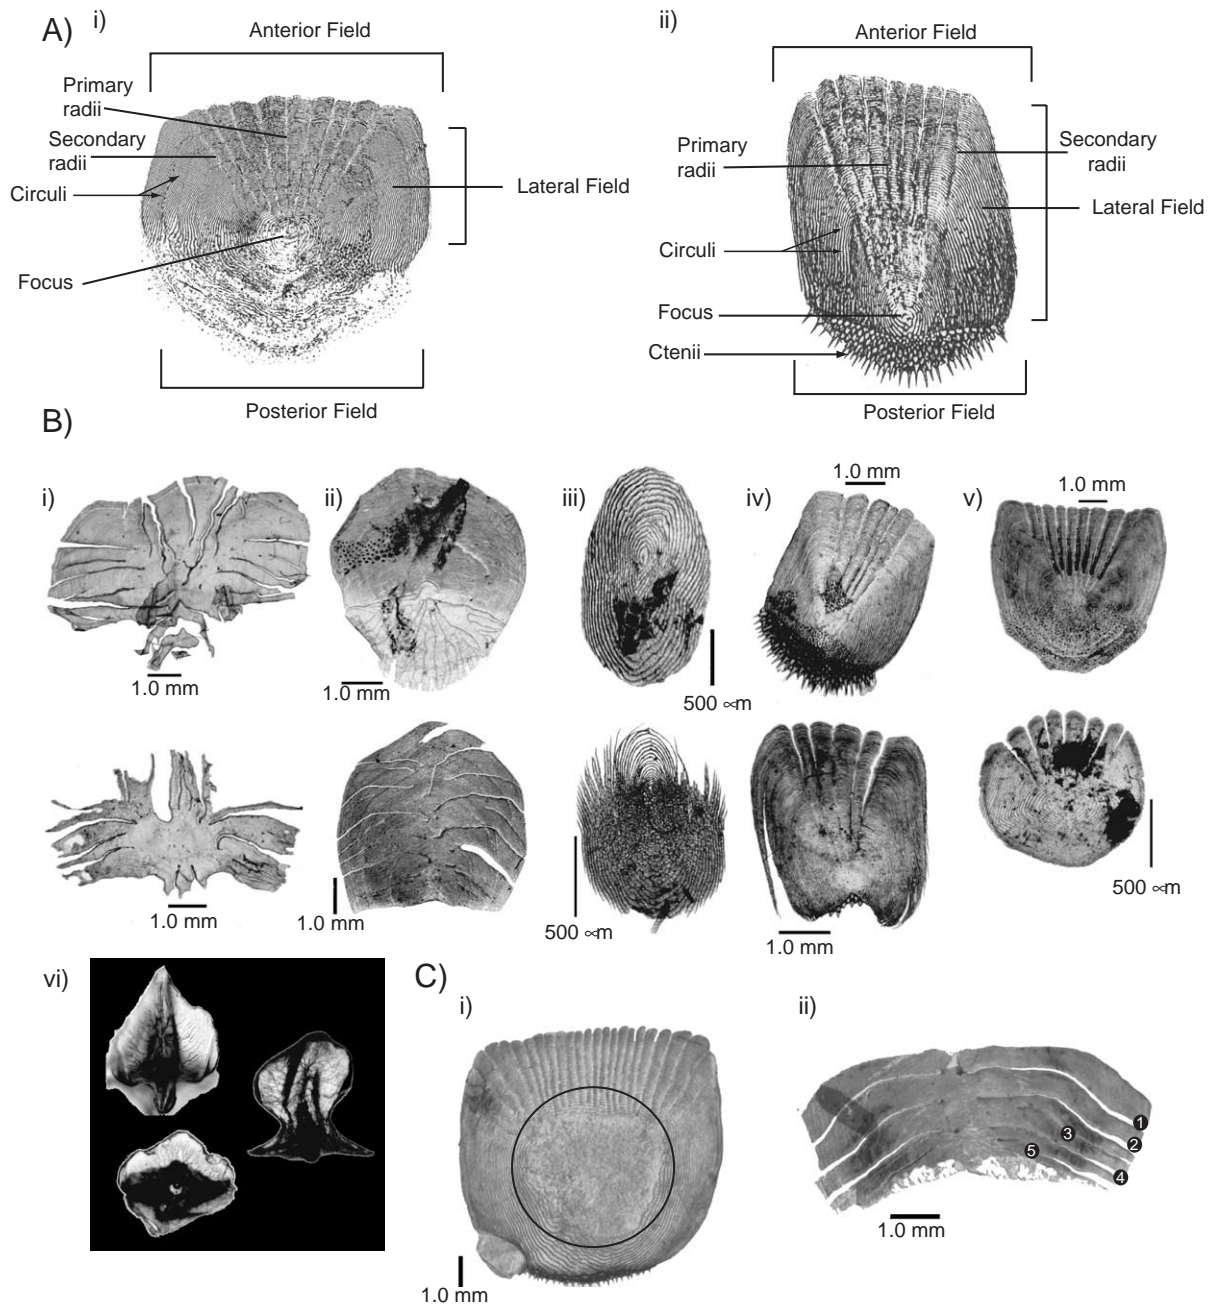 A)
i)
Anterior Field
Primary
radii
Secondary
radii
Circuli
Focus
Lateral Field
Posterior Field
ii)
Anterior Field
Primary
radii
Secondary
radii
Lateral Field
Circuli
Focus
Ctenii
Posterior Field
B)
i)
1.0 mm
1.0 mm
ii)
1.0 mm
1.0 mm
iii)
500 ∝m
500 ∝m
iv)
1.0 mm
1.0 mm
v)
1.0 mm
500 ∝m
vi)
C)
i)
1.0 mm
ii)
1
2
3
5
4
1.0 mm